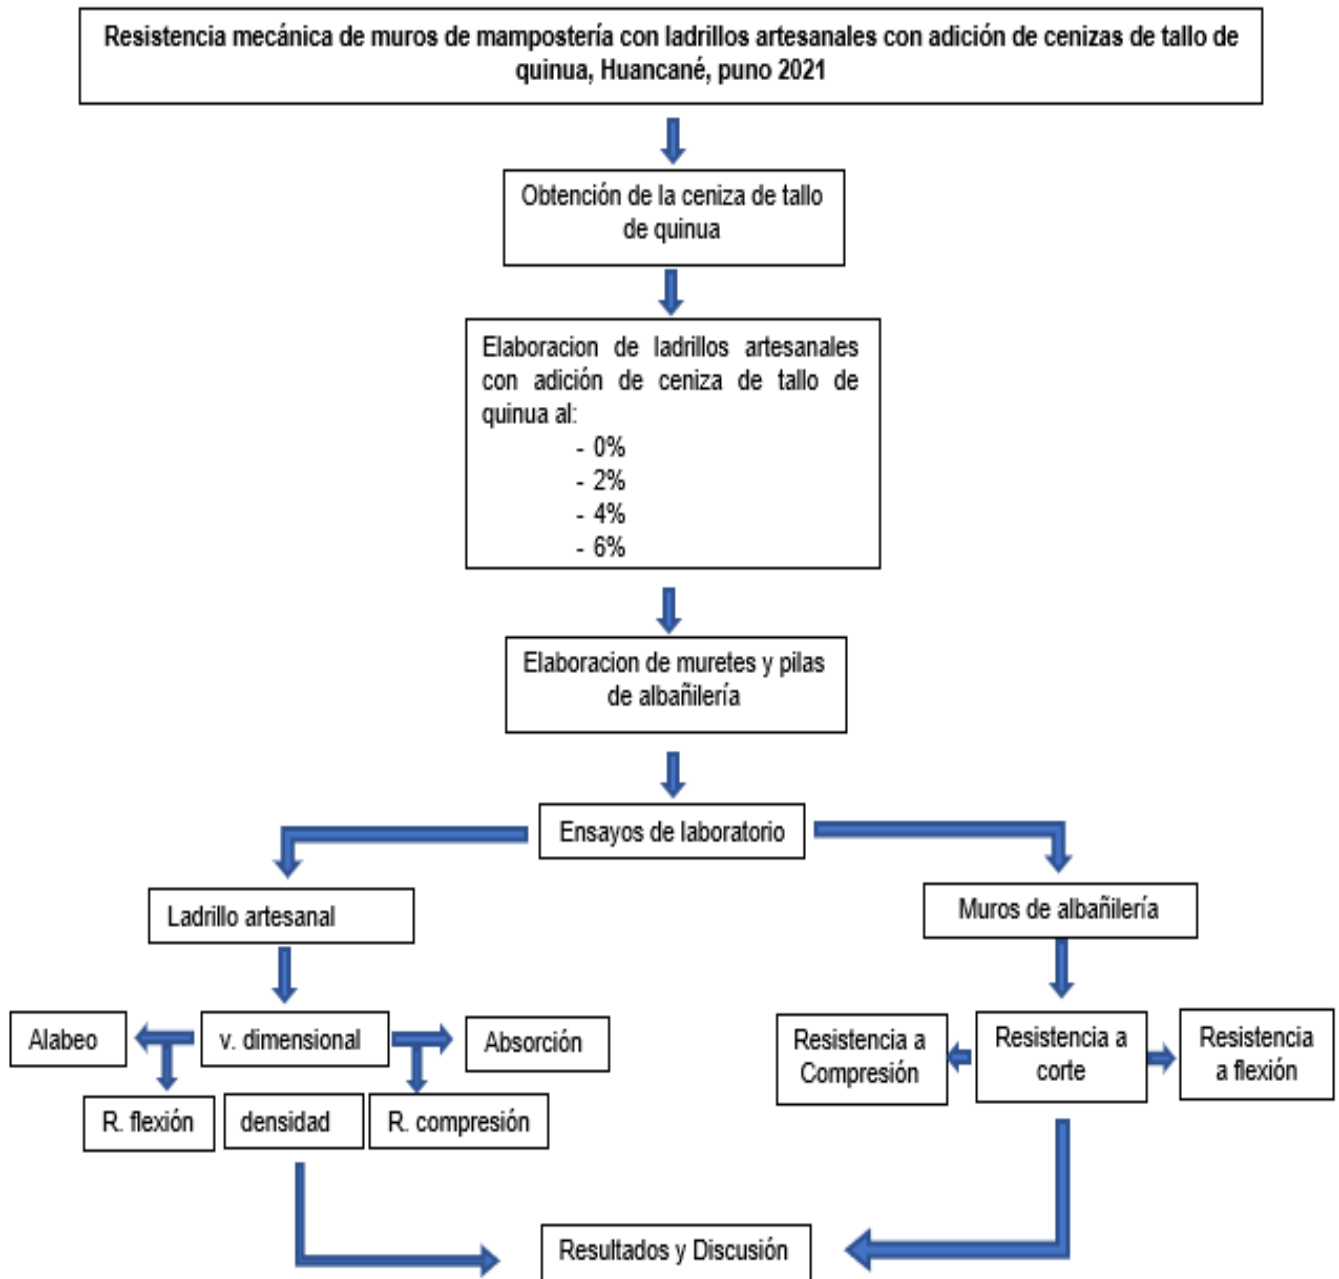 Resistencia mecánica de muros de mampostería con ladrillos artesanales con adición de cenizas de tallo de
quinua, Huancané, puno 2021
Obtención de la ceniza de tallo
de quinua
Elaboracion de ladrillos artesanales
con adición de ceniza de tallo de
quinua al:
- 0%
- 2%
- 4%
- 6%
Elaboracion de muretes y pilas
de albañilería
Ensayos de laboratorio
Ladrillo artesanal
Muros de albañilería
Alabeo
v. dimensional
Absorción
R. flexión
densidad
R. compresión
Resistencia a
Compresión
Resistencia a
corte
Resistencia
a flexión
Resultados y Discusión